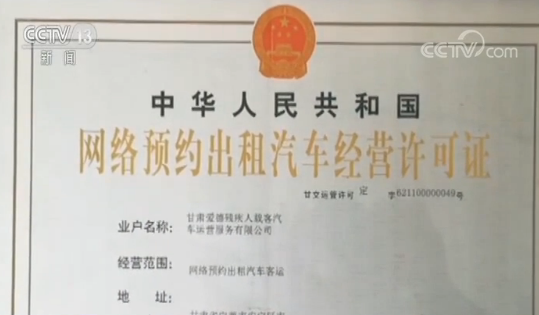 CCTV 13
新闻
CCTV.com
中华人民共和国
网络预约出租汽车经营许可证
甘交运管许可 定 字621100000049号
业户名称：
甘肃爱德残疾人载客汽
车运营服务有限公司
经营范围：
网络预约出租汽车客运
地 址：